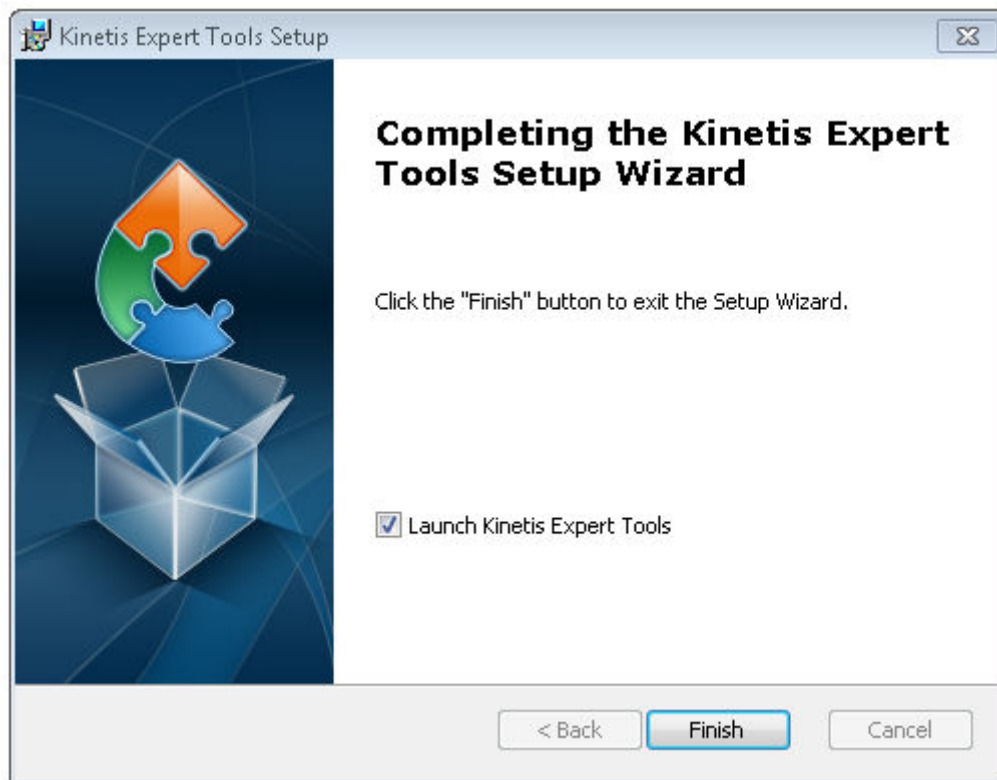 Kinetis Expert Tools Setup
Completing the Kinetis Expert
Tools Setup Wizard
Click the "Finish" button to exit the Setup Wizard.
Launch Kinetis Expert Tools
< Back
Finish
Cancel